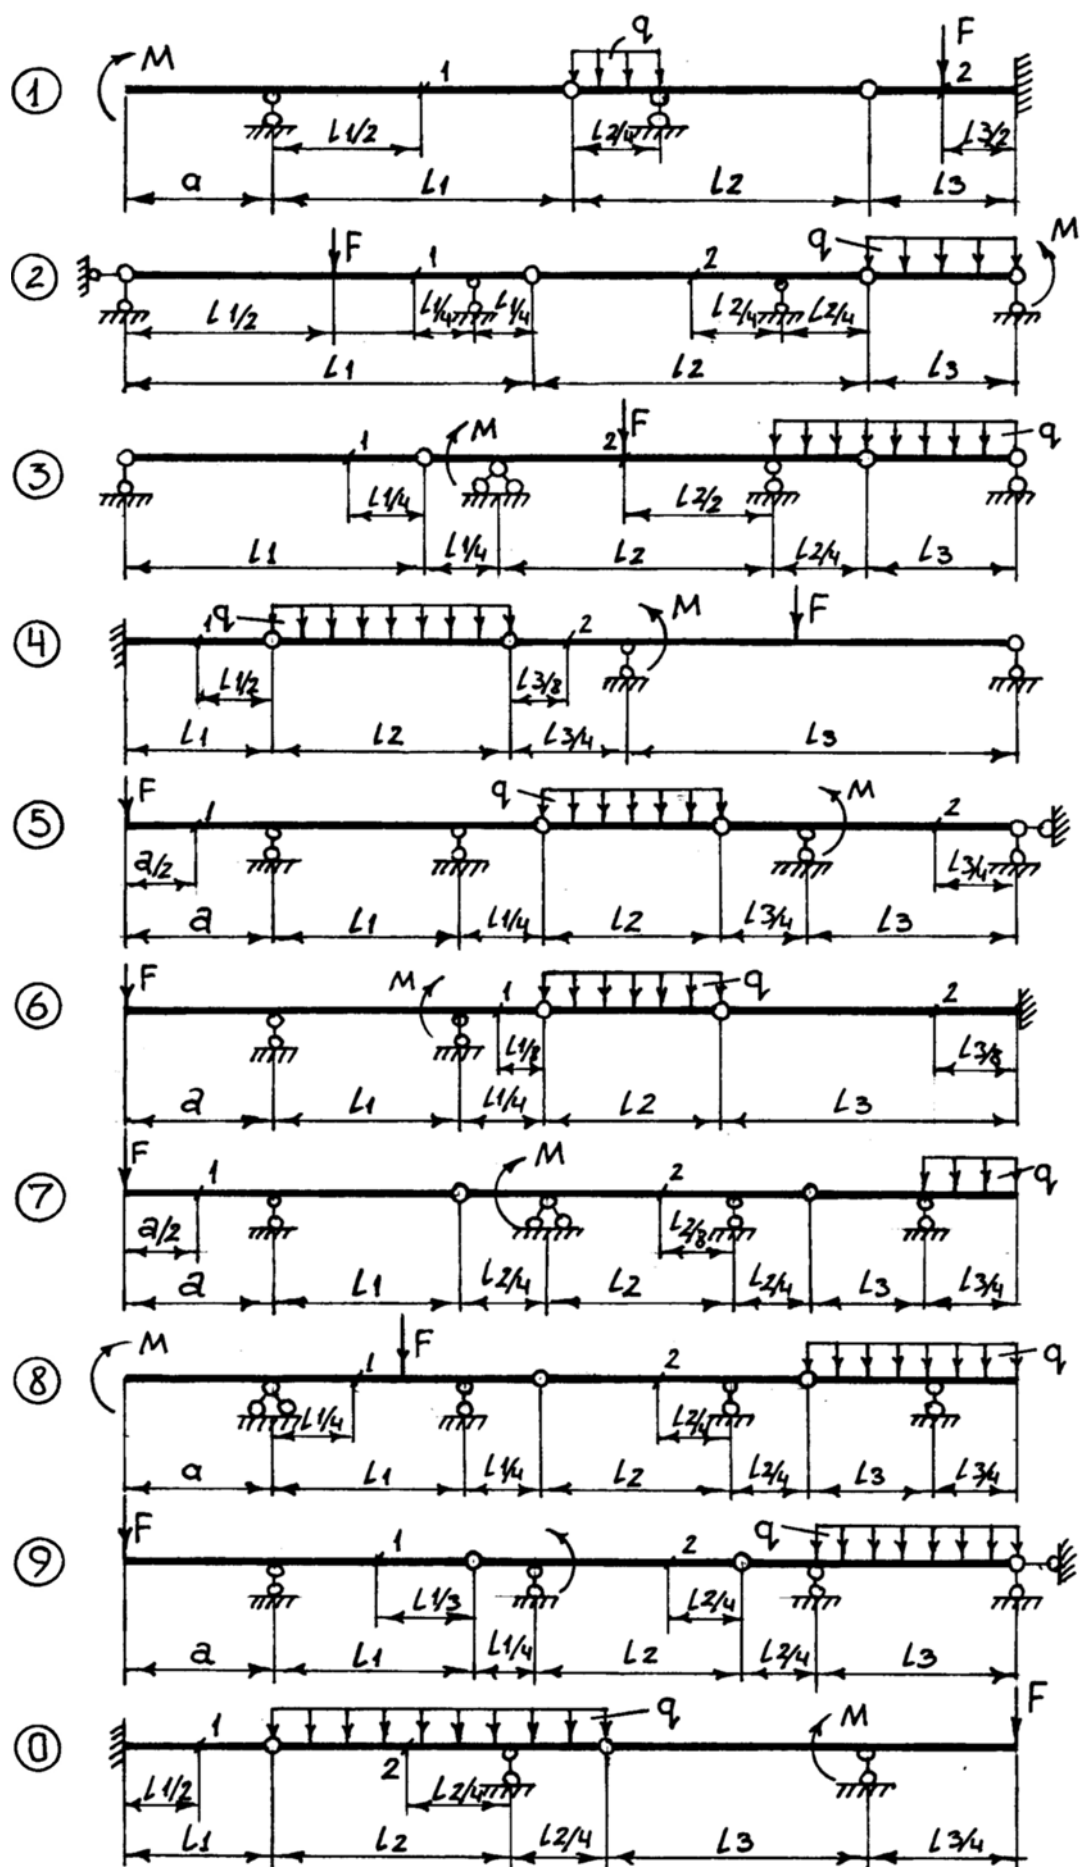 1 M 1 q F 2
L1/2 L2/4 L3/2
a L1 L2 L3
2 F 1 2 q M
L1/2 L1/4 L1/4 L2/4 L2/4
L1 L2 L3
3 1 M 2 F q
L1/4 L2/2
L1 L1/4 L2 L2/4 L3
4 1 q 2 M F
L1/2 L3/8
L1 L2 L3/4 L3
5 F 1 q M 2
a/2 L3/4
a L1 L1/4 L2 L3/4 L3
6 F M 1 q 2
L1/8 L3/8
a L1 L1/4 L2 L3
7 F 1 M 2 q
a/2 L2/8
a L1 L2/4 L2 L2/4 L3 L3/4
8 M 1 F 2 q
L1/4 L2/4
a L1 L1/4 L2 L2/4 L3 L3/4
9 F 1 2 q
L1/3 L2/4
a L1 L1/4 L2 L2/4 L3
0 1 2 q M F
L1/2 L2/4
L1 L2 L2/4 L3 L3/4